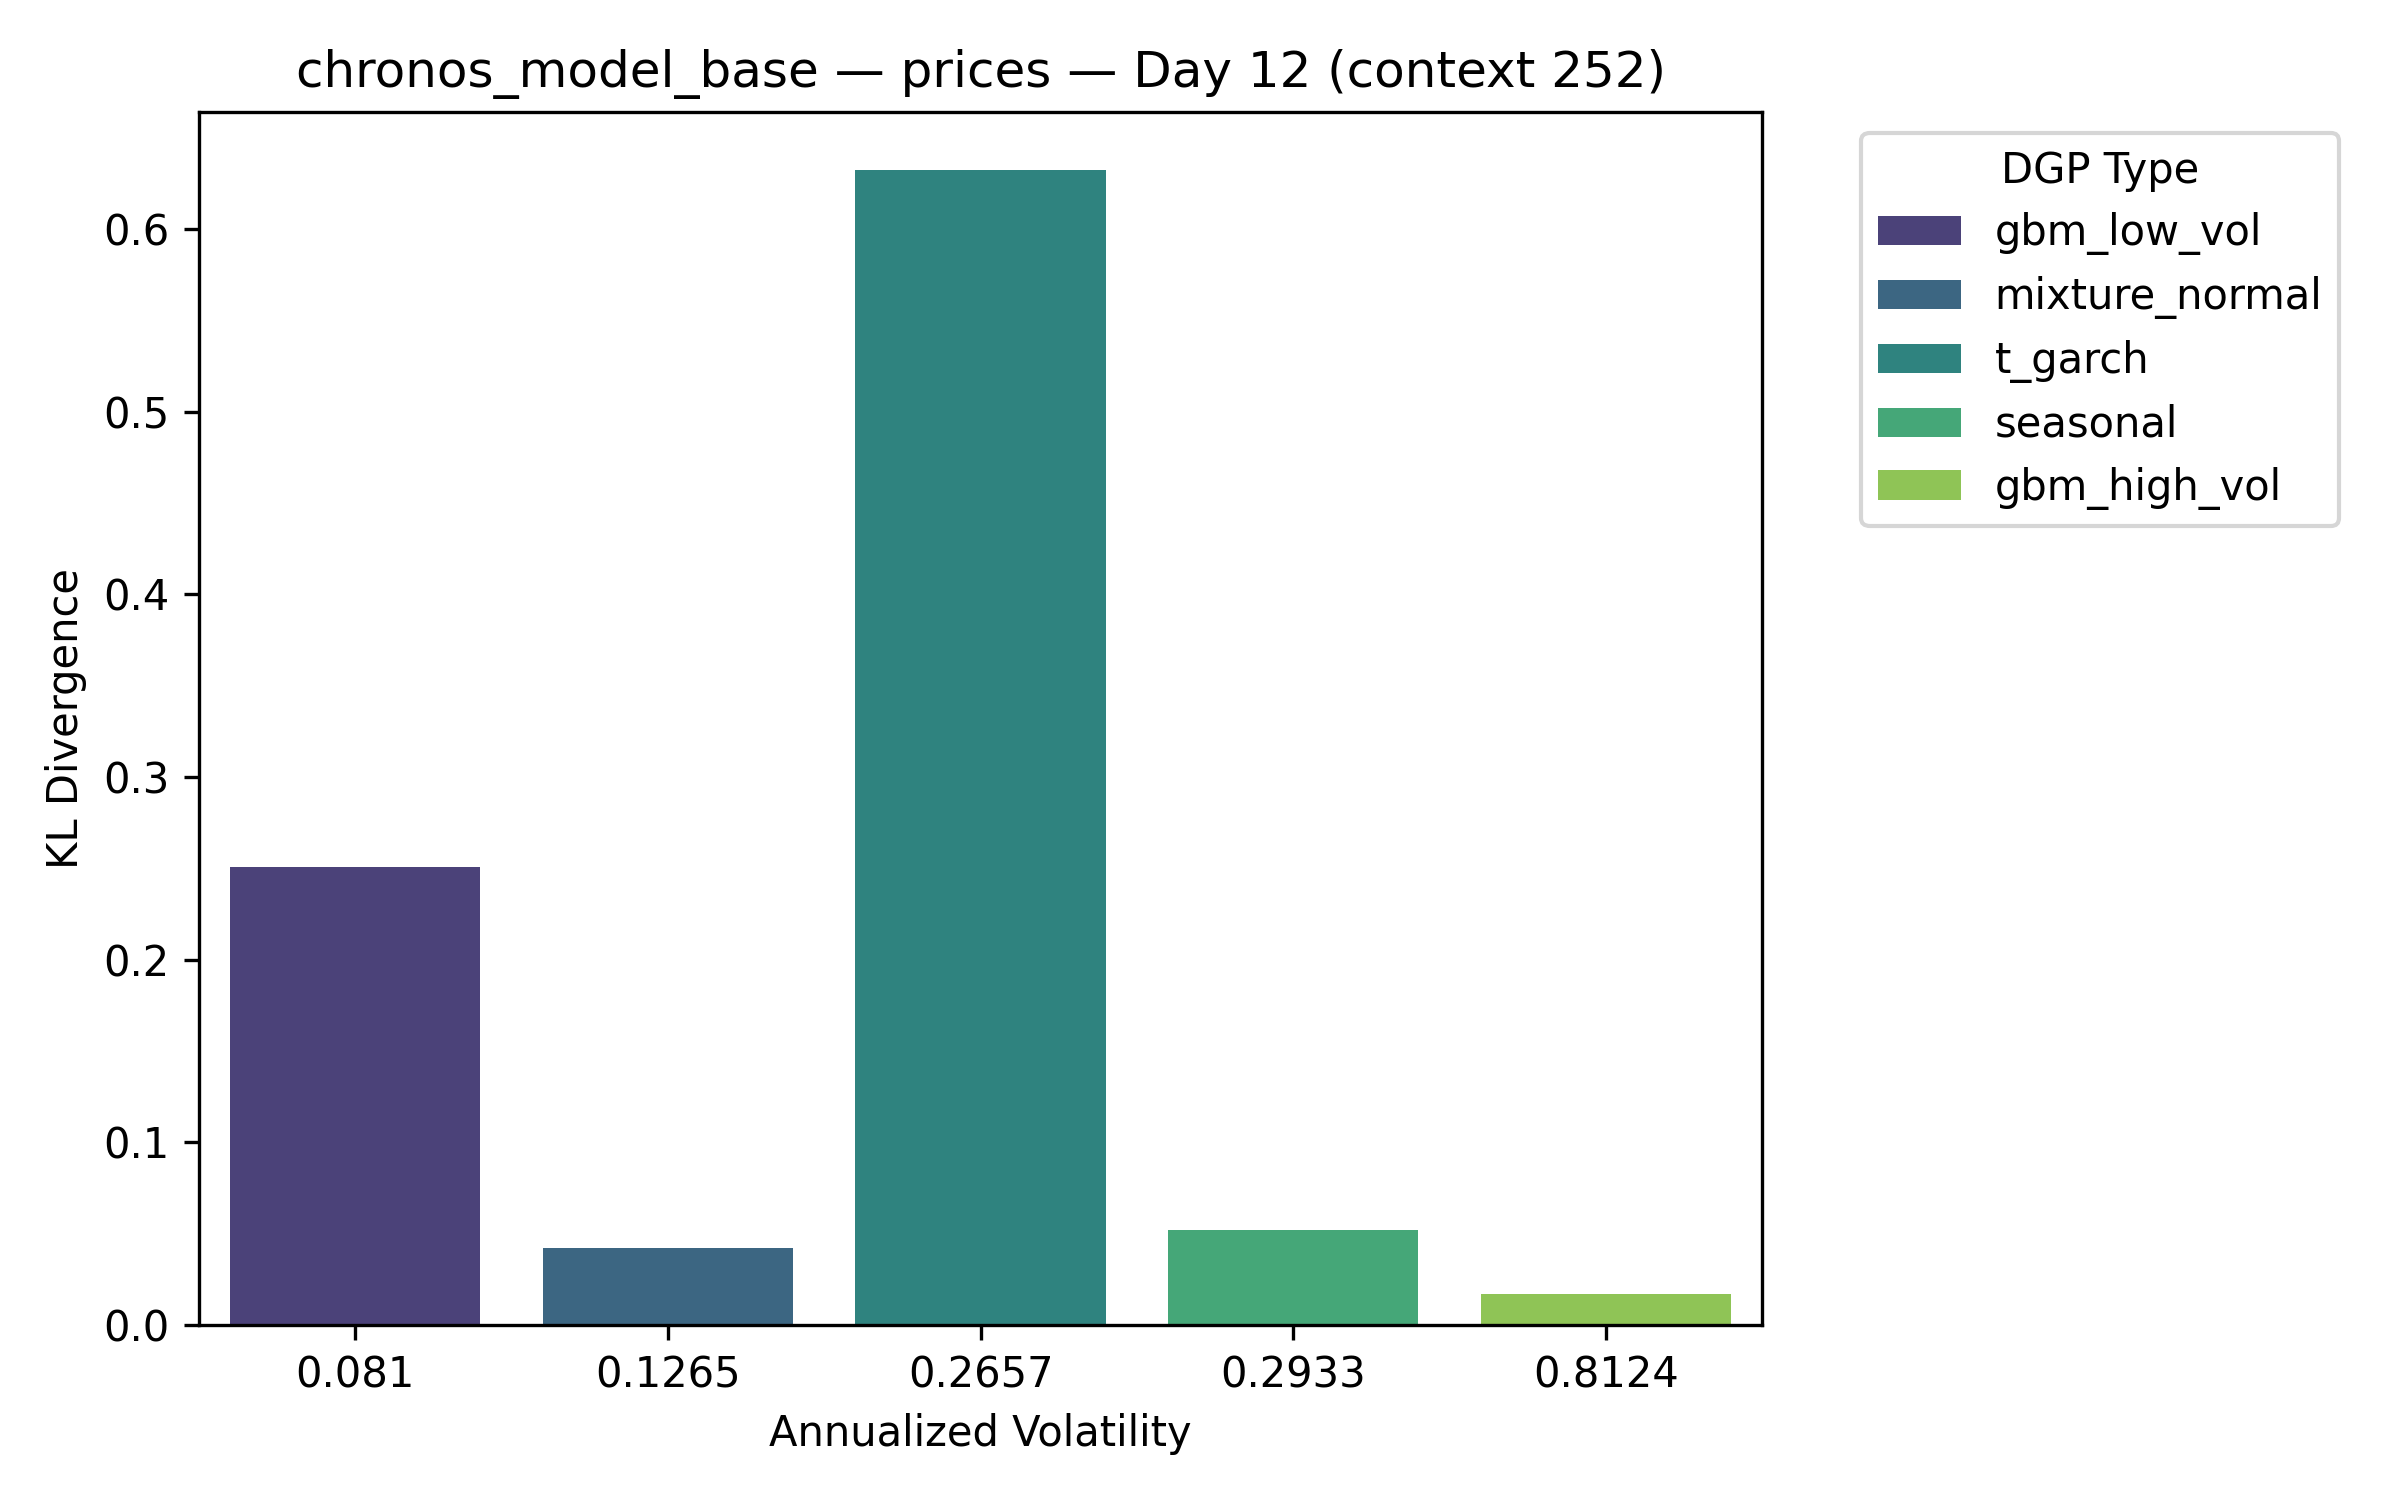 chronos_model_base — prices — Day 12 (context 252)
KL Divergence
0.6
0.5
0.4
0.3
0.2
0.1
0.0
0.081
0.1265
0.2657
0.2933
0.8124
Annualized Volatility
DGP Type
gbm_low_vol
mixture_normal
t_garch
seasonal
gbm_high_vol